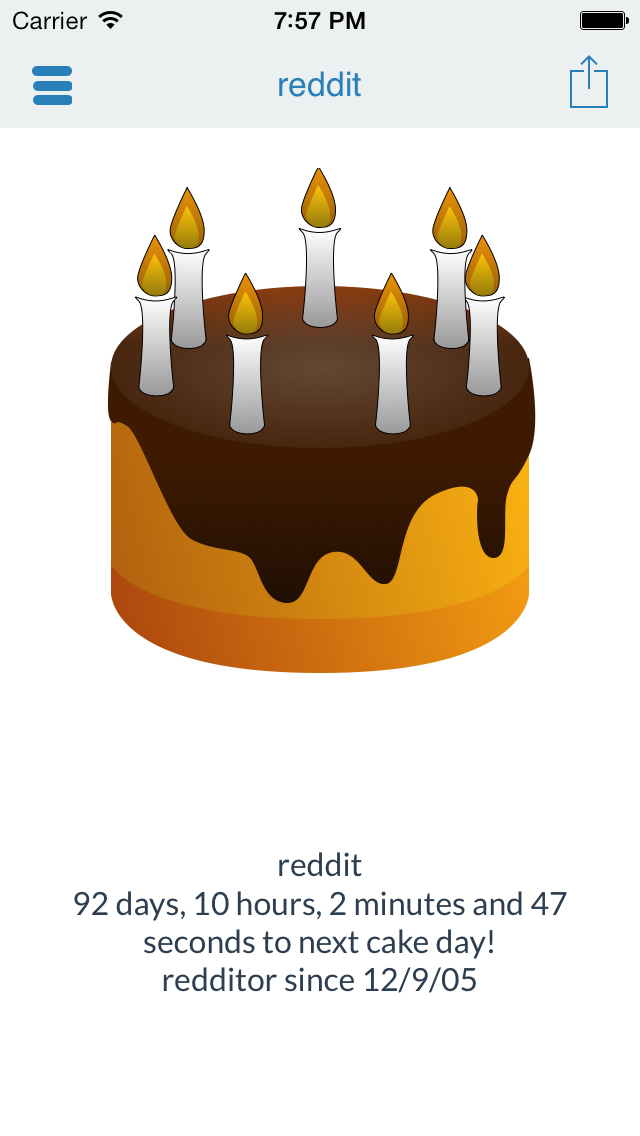 Carrier 7:57 PM
reddit
reddit
92 days, 10 hours, 2 minutes and 47
seconds to next cake day!
redditor since 12/9/05